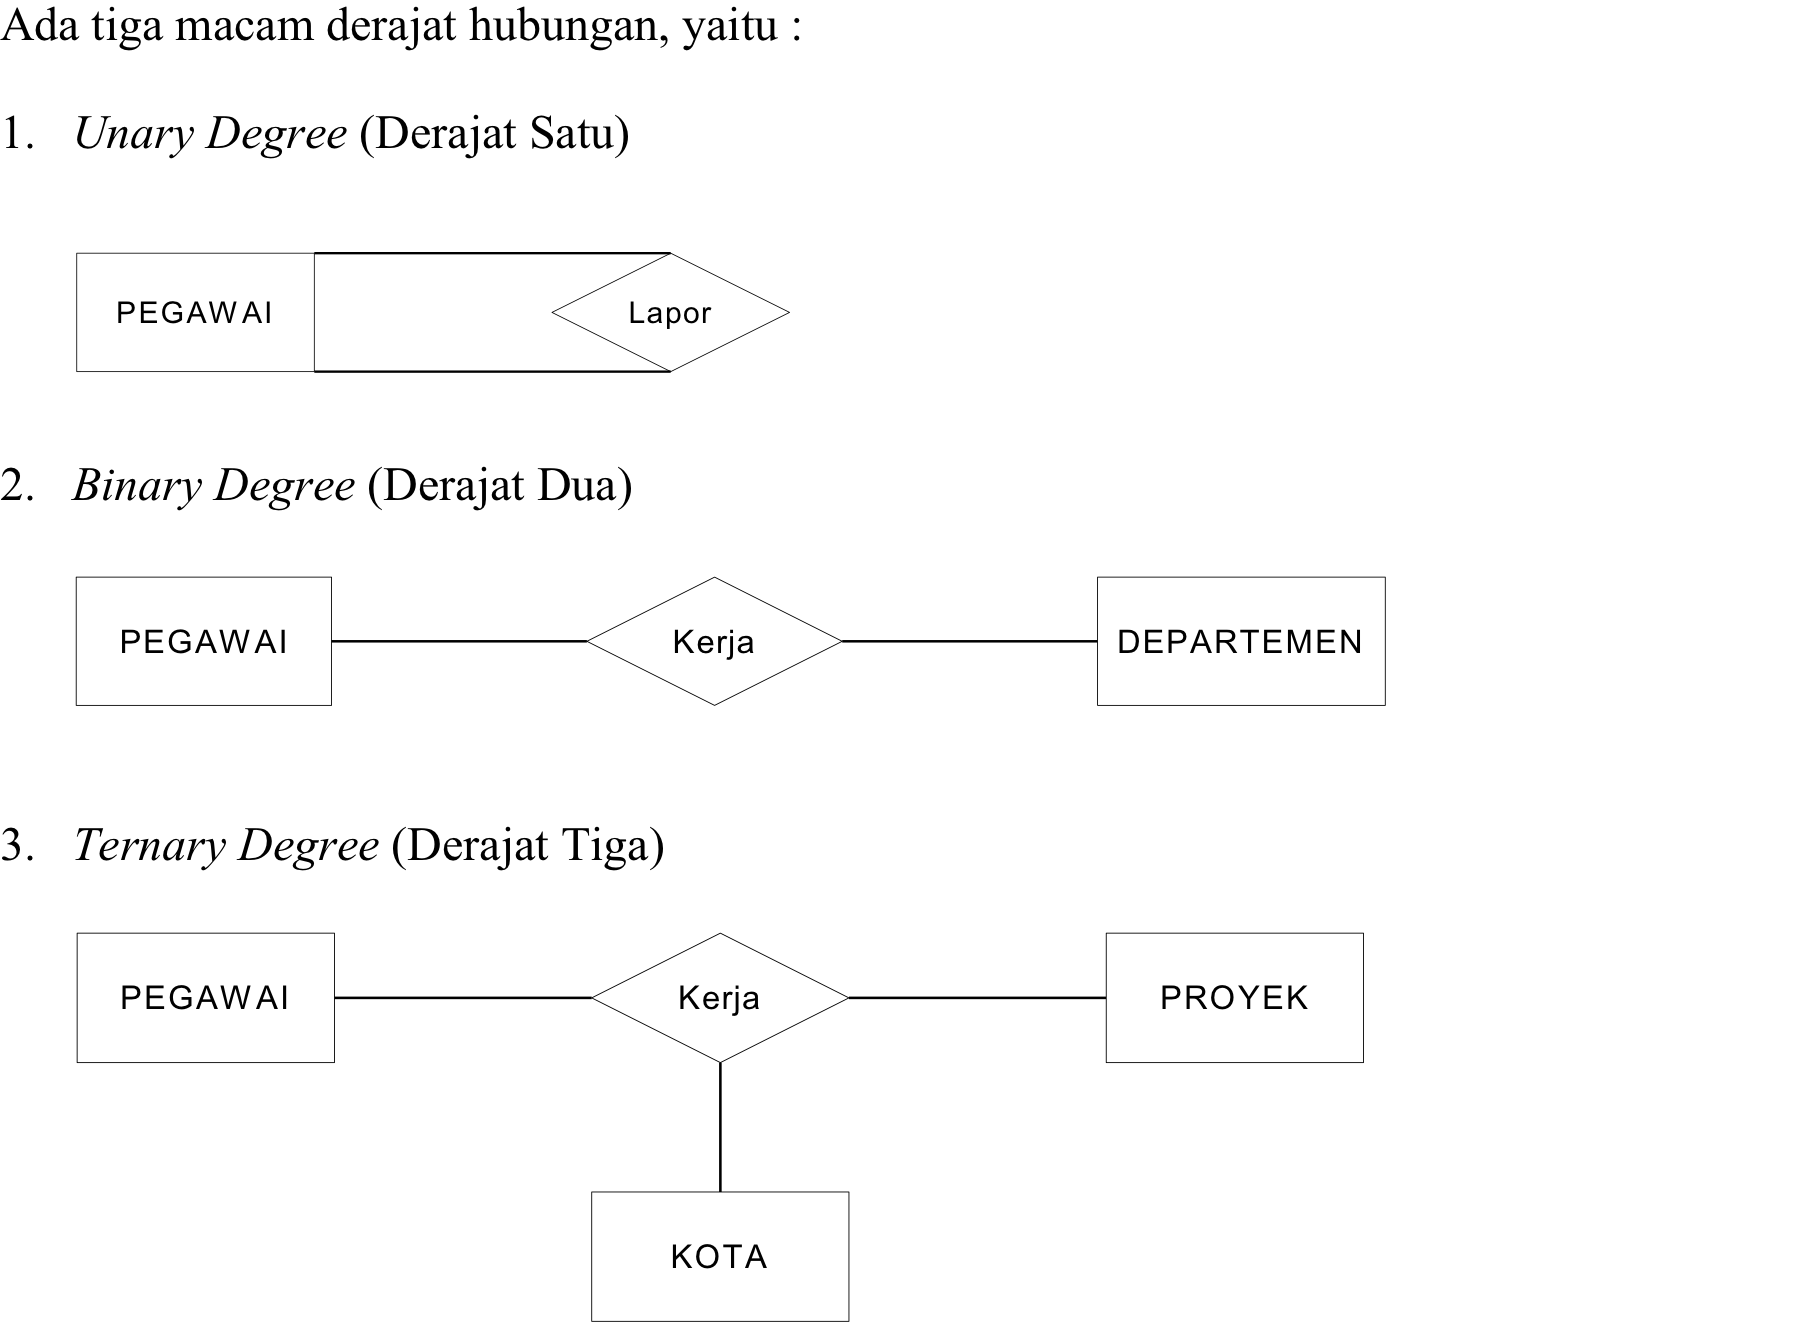 Ada tiga macam derajat hubungan, yaitu :
1. Unary Degree (Derajat Satu)
PEGAWAI
Lapor
2. Binary Degree (Derajat Dua)
PEGAWAI
Kerja
DEPARTEMEN
3. Ternary Degree (Derajat Tiga)
PEGAWAI
Kerja
PROYEK
KOTA